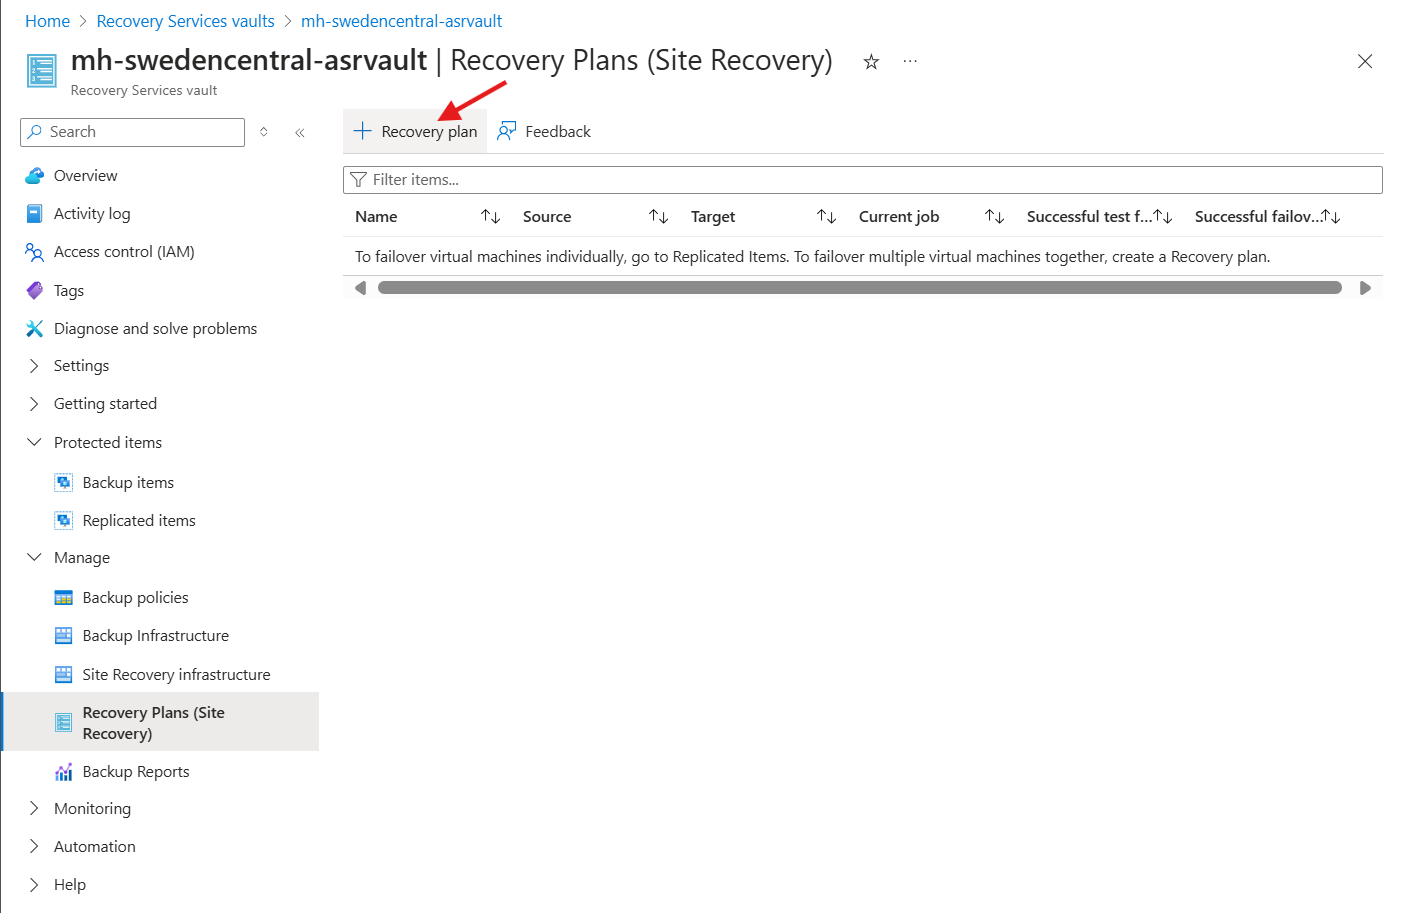 Home > Recovery Services vaults > mh-swedencentral-asrvault
mh-swedencentral-asrvault | Recovery Plans (Site Recovery)
Recovery Services vault
Search
Overview
Activity log
Access control (IAM)
Tags
Diagnose and solve problems
Settings
Getting started
Protected items
Backup items
Replicated items
Manage
Backup policies
Backup Infrastructure
Site Recovery infrastructure
Recovery Plans (Site
Recovery)
Backup Reports
Monitoring
Automation
Help
Recovery plan Feedback
Filter items...
Name Source Target Current job Successful test f... Successful failov...
To failover virtual machines individually, go to Replicated Items. To failover multiple virtual machines together, create a Recovery plan.